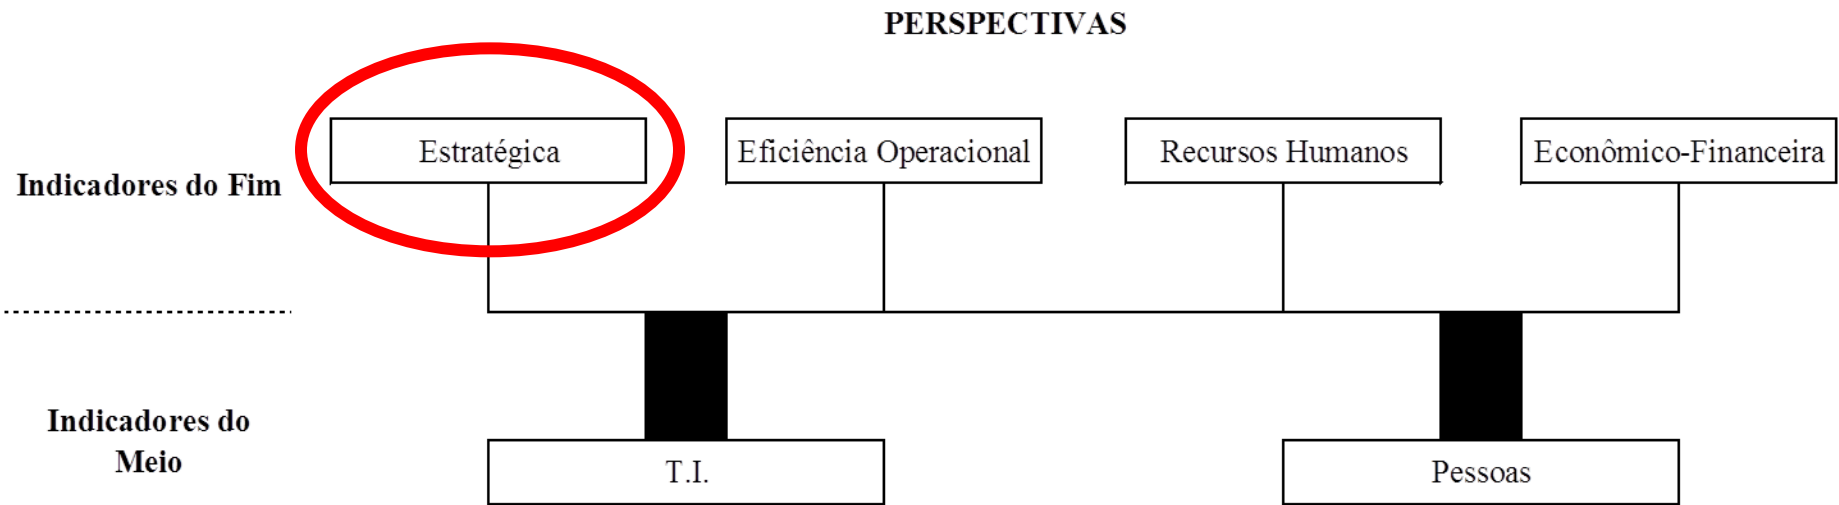 PERSPECTIVAS
Estratégica
Eficiência Operacional
Recursos Humanos
Econômico-Financeira
Indicadores do Fim
Indicadores do
Meio
T.I.
Pessoas